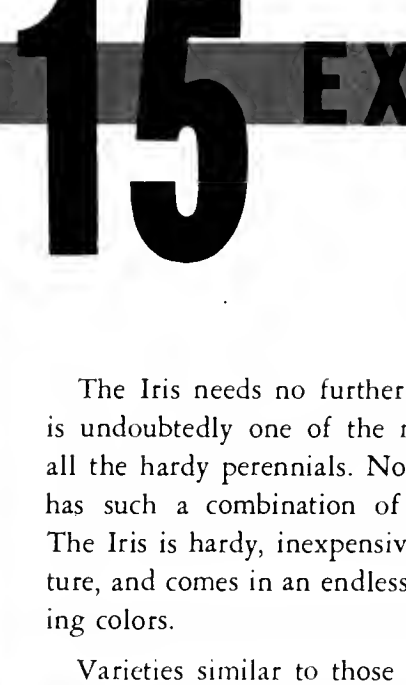 15 EX
The Iris needs no further
is undoubtedly one of the
all the hardy perennials. No
has such a combination of
The Iris is hardy, inexpensiv
ture, and comes in an endless
ing colors.
Varieties similar to those